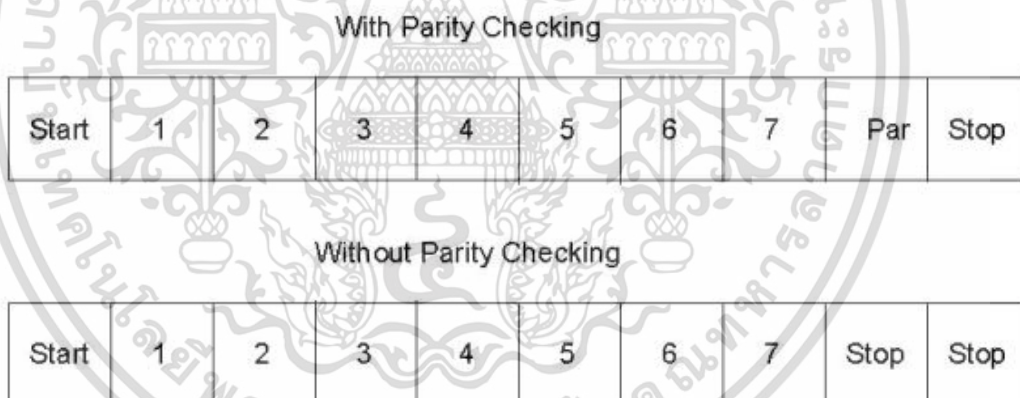 With Parity Checking
Start 1 2 3 4 5 6 7 Par Stop
Without Parity Checking
Start 1 2 3 4 5 6 7 Stop Stop